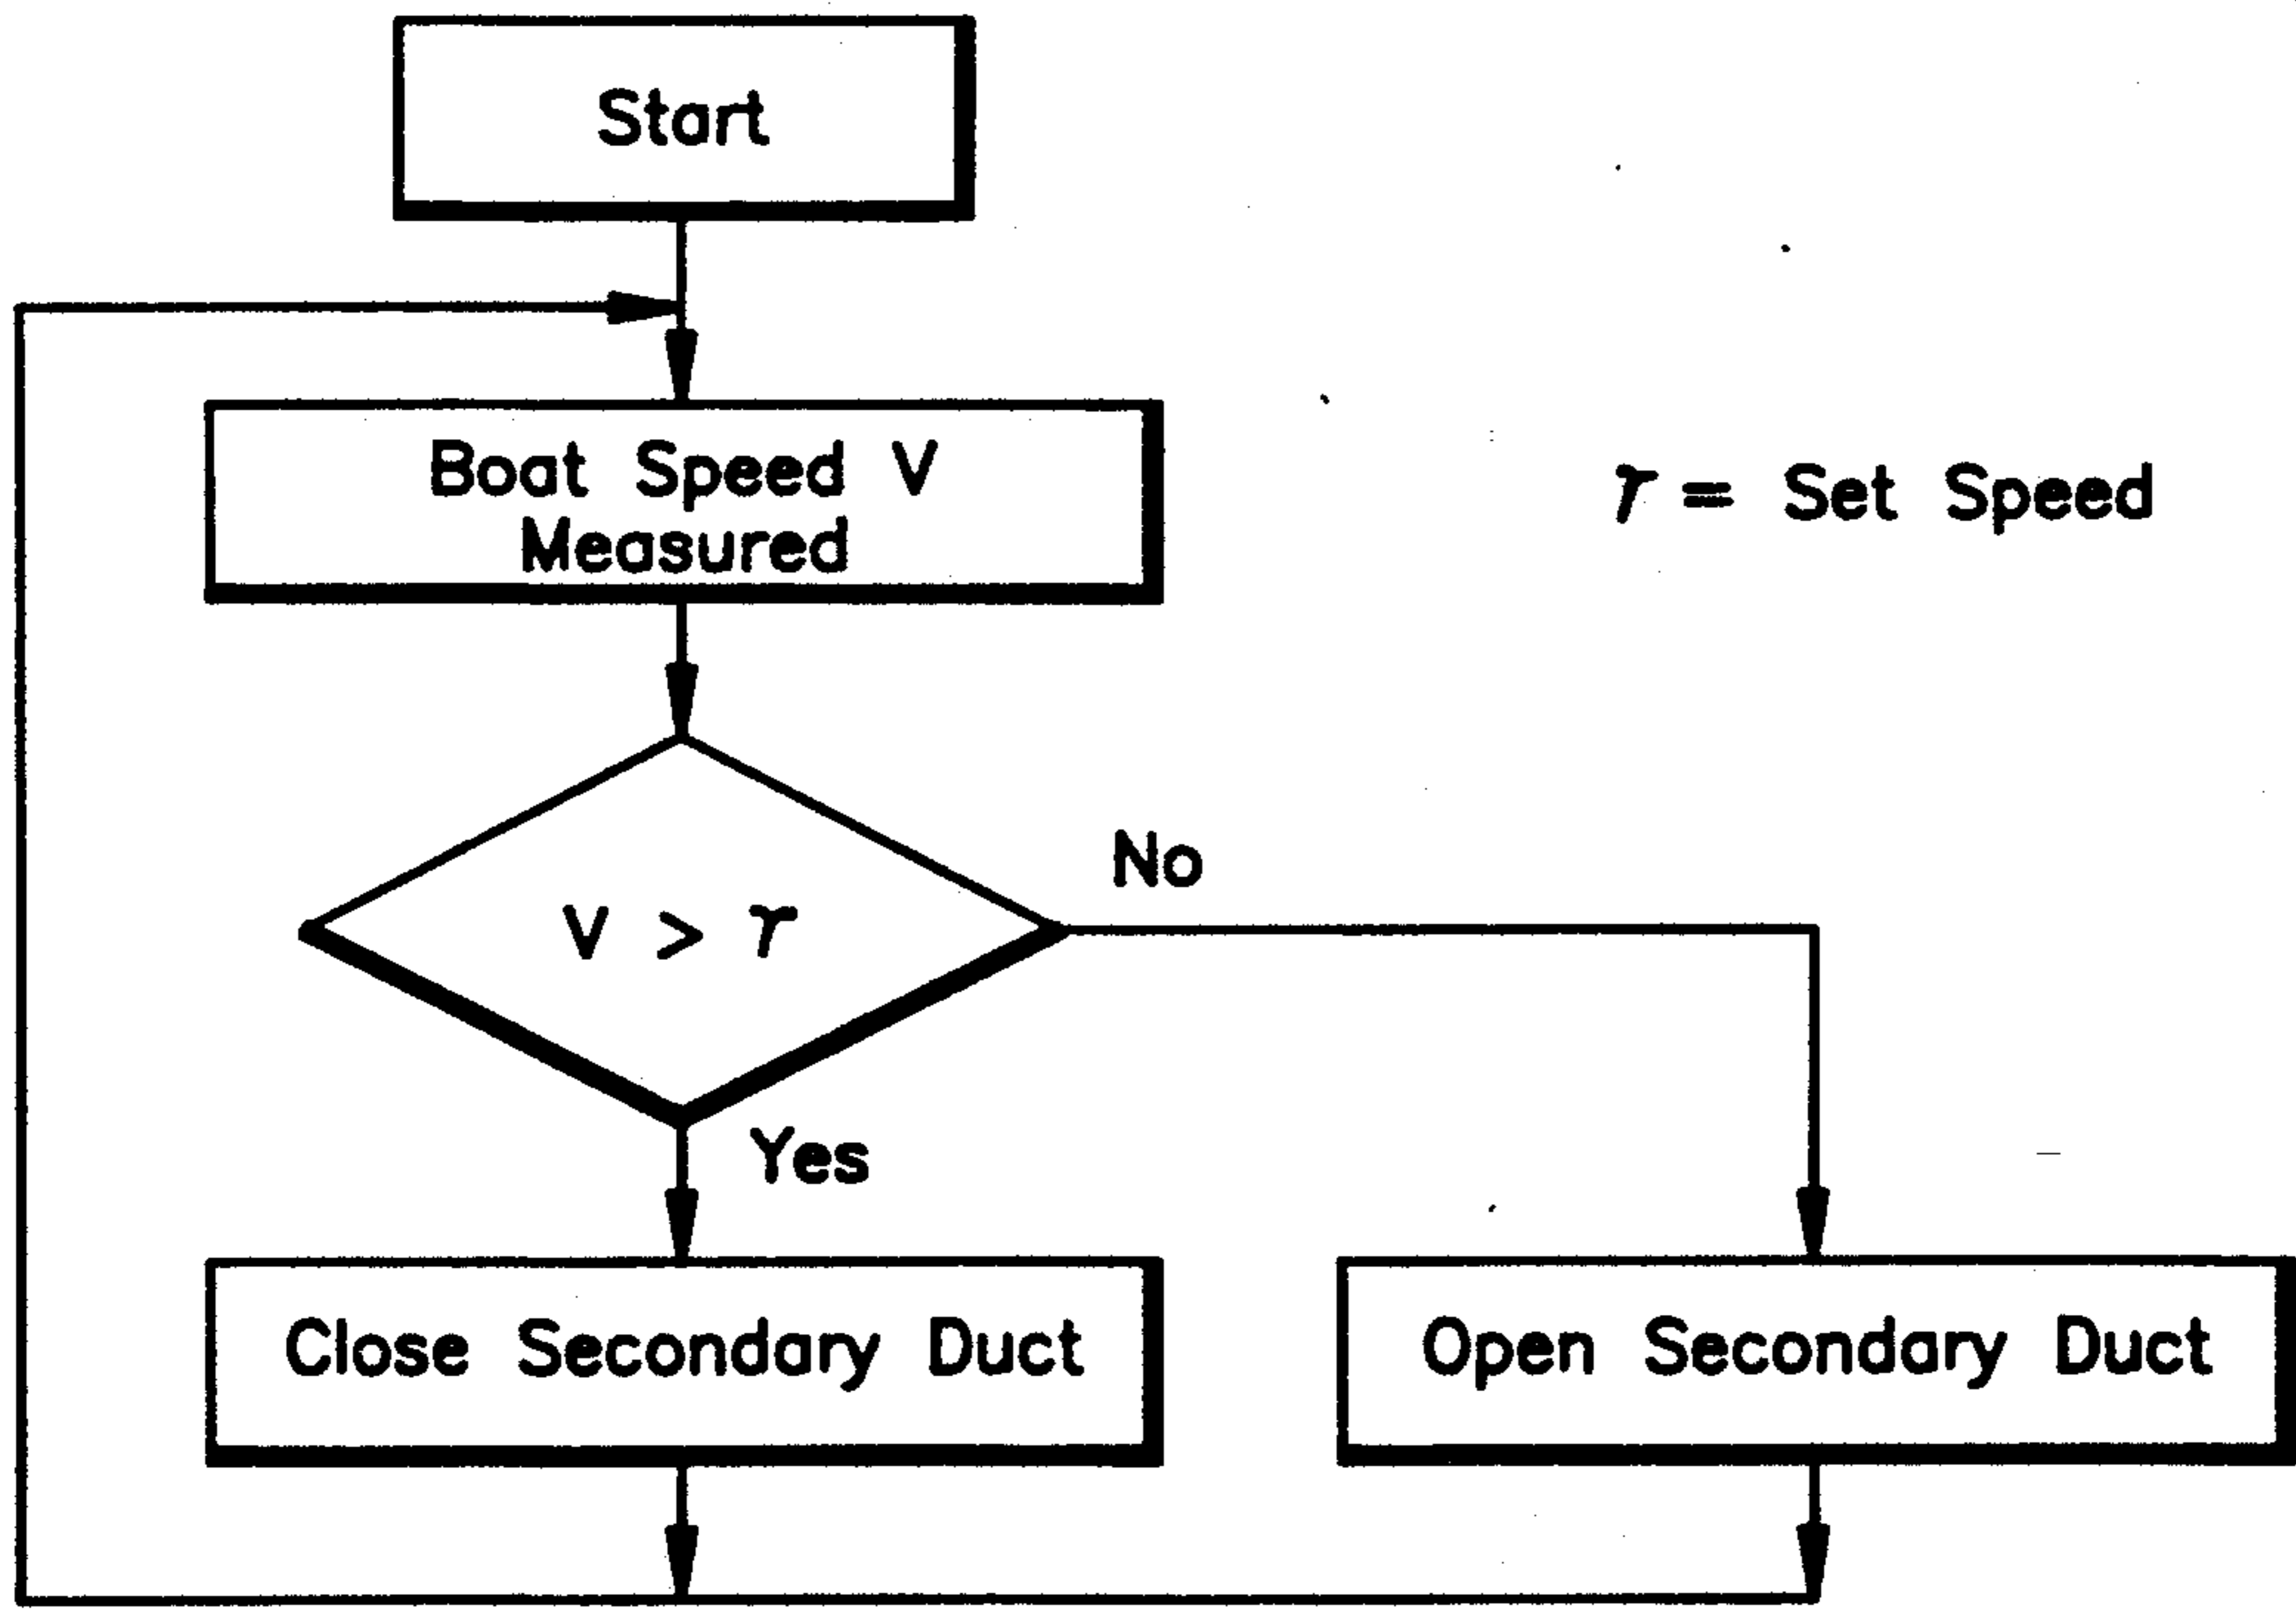 Start
Boat Speed V
Measured
τ = Set Speed
V > τ
No
Yes
Close Secondary Duct
Open Secondary Duct